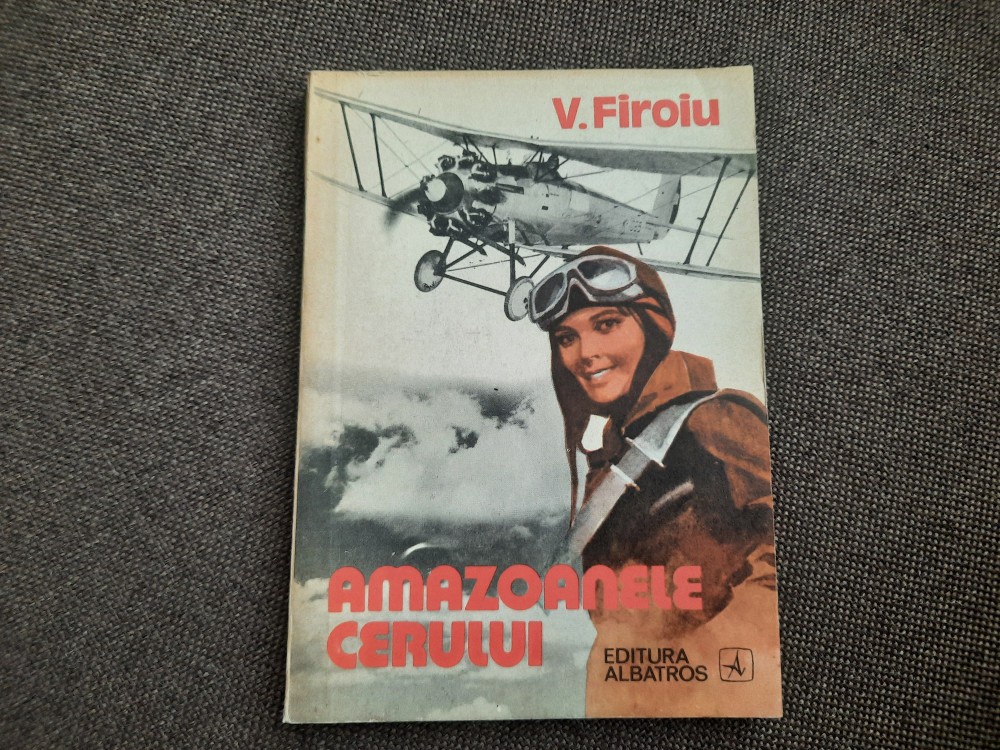 V. Firoiu
AMAZOANELE
CERULUI
EDITURA
ALBATROS